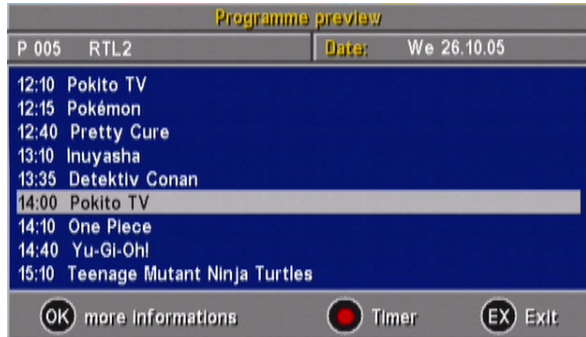 Programme preview
P 005 RTL2 Date: We 26.10.05
12:10 Pokito TV
12:15 Pokémon
12:40 Pretty Cure
13:10 Inuyasha
13:35 Detektiv Conan
14:00 Pokito TV
14:10 One Piece
14:40 Yu-Gi-Oh!
15:10 Teenage Mutant Ninja Turtles
OK more informations Timer EX Exit